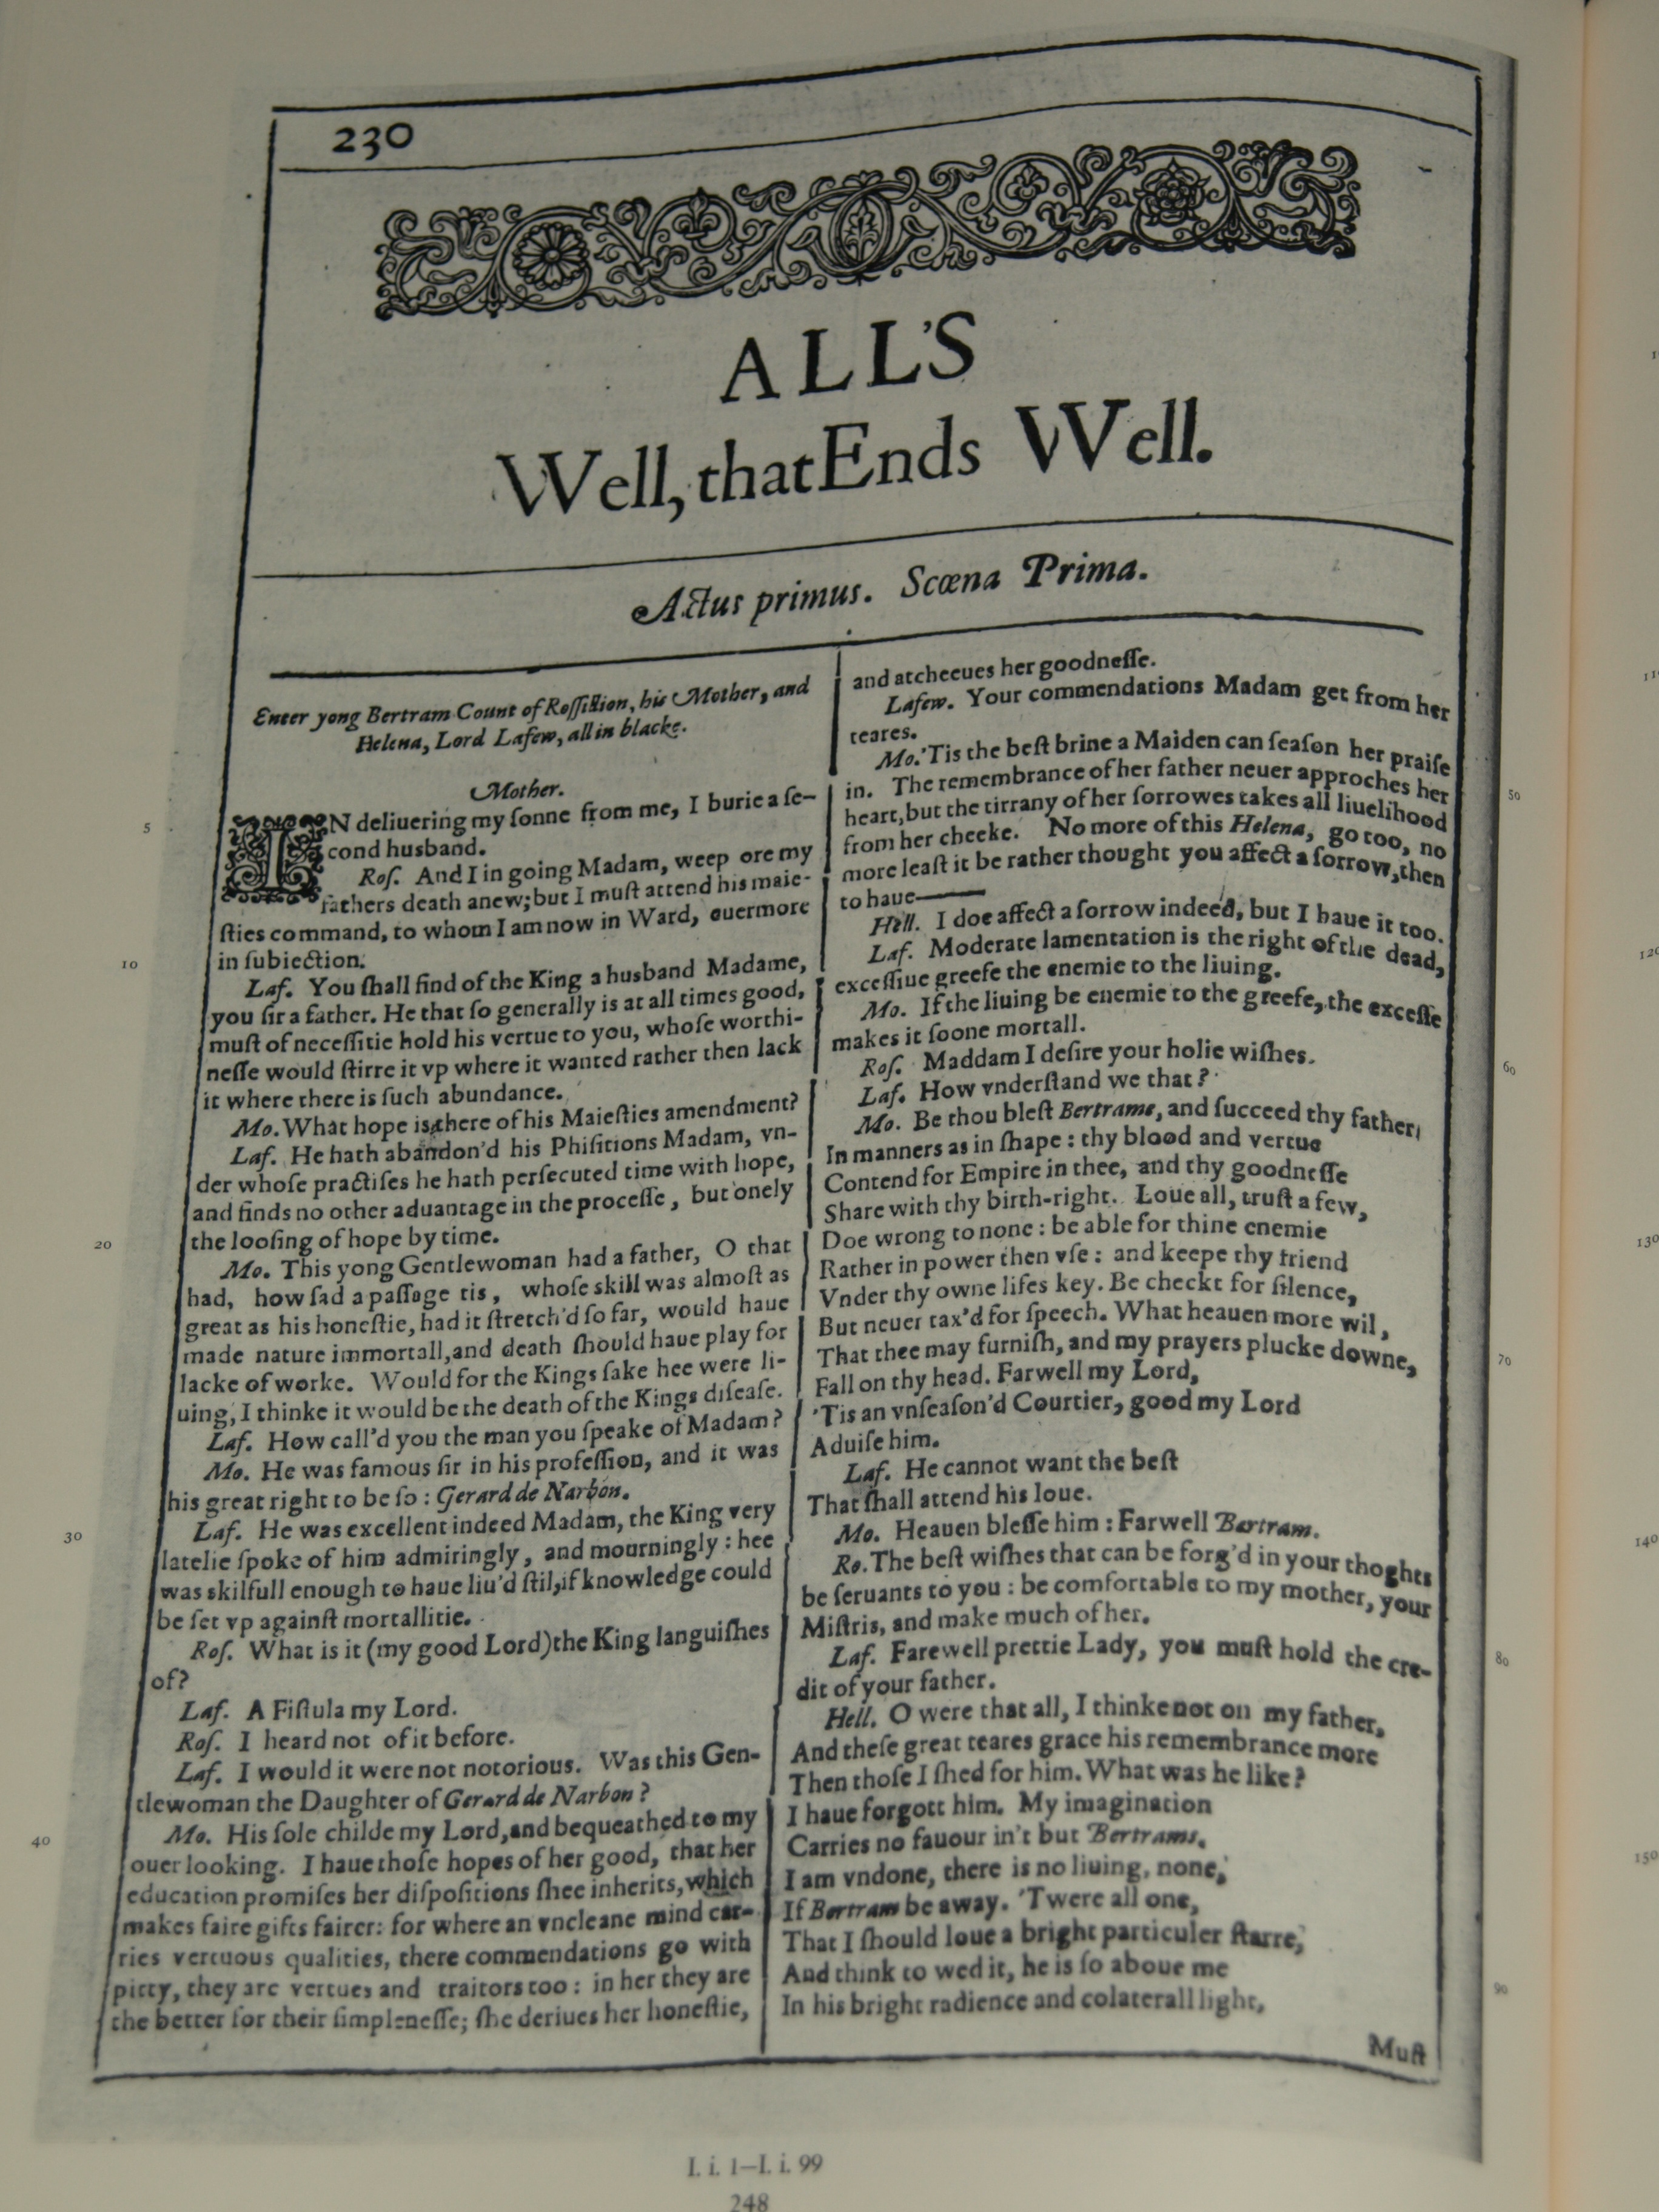 230
ALL'S
Well, that Ends Well.
Actus primus. Scœna Prima.
Enter yong Bertram Count of Rossillion, his Mother, and
Helena, Lord Lafew, all in blacke.
Mother.
5
IN deliuering my ſonne from me, I burie a ſe-
cond husband.
Roſ. And I in going Madam, weep ore my
fathers death anew; but I muſt attend his maie-
ſties command, to whom I am now in Ward, euermore
10
in ſubiection.
Laf. You ſhall find of the King a husband Madame,
you ſir a father. He that ſo generally is at all times good,
muſt of neceſſitie hold his vertue to you, whoſe worthi-
neſſe would ſtirre it vp where it wanted rather then lack
it where there is ſuch abundance.
Mo. What hope is there of his Maieſties amendment?
Laf. He hath abandon'd his Phiſitions Madam, vn-
der whoſe practiſes he hath perſecuted time with hope,
and finds no other aduantage in the proceſſe, but onely
20
the looſing of hope by time.
Mo. This yong Gentlewoman had a father, O that
had, how ſad a paſſage tis, whoſe skill was almoſt as
great as his honeſtie, had it ſtretch'd ſo far, would haue
made nature immortall, and death ſhould haue play for
lacke of worke. Would for the Kings ſake hee were li-
uing, I thinke it would be the death of the Kings diſeaſe.
Laf. How call'd you the man you ſpeake of Madam?
Mo. He was famous ſir in his profeſſion, and it was
his great right to be ſo: Gerard de Narbon.
30
Laf. He was excellent indeed Madam, the King very
latelie ſpoke of him admiringly, and mourningly: hee
was skilfull enough to haue liu'd ſtil, if knowledge could
be ſet vp againſt mortallitie.
Roſ. What is it (my good Lord) the King languiſhes
of?
Laf. A Fiſtula my Lord.
Roſ. I heard not of it before.
Laf. I would it were not notorious. Was this Gen-
tlewoman the Daughter of Gerard de Narbon?
40
Mo. His ſole childe my Lord, and bequeathed to my
ouer looking. I haue thoſe hopes of her good, that her
education promiſes her diſpoſitions ſhee inherits, which
makes faire gifts fairer: for where an vncleane mind car-
ries vertuous qualities, there commendations go with
pitty, they are vertues and traitors too: in her they are
the better for their ſimpleneſſe; ſhe deriues her honeſtie,
and atcheeues her goodneſſe.
Lafew. Your commendations Madam get from her
teares.
Mo. 'Tis the beſt brine a Maiden can ſeaſon her praiſe
50
in. The remembrance of her father neuer approches her
heart, but the tirrany of her ſorrowes takes all liuelihood
from her cheeke. No more of this Helena, go too, no
more leaſt it be rather thought you affect a ſorrow, then
to haue——
Hell. I doe affect a ſorrow indeed, but I haue it too.
Laf. Moderate lamentation is the right of the dead,
exceſſiue greefe the enemie to the liuing.
Mo. If the liuing be enemie to the greefe, the exceſſe
makes it ſoone mortall.
60
Roſ. Maddam I deſire your holie wiſhes.
Laf. How vnderſtand we that?
Mo. Be thou bleſt Bertrame, and ſucceed thy father
In manners as in ſhape: thy blood and vertue
Contend for Empire in thee, and thy goodneſſe
Share with thy birth-right. Loue all, truſt a few,
Doe wrong to none: be able for thine enemie
Rather in power then vſe: and keepe thy friend
Vnder thy owne lifes key. Be checkt for ſilence,
But neuer tax'd for ſpeech. What heauen more wil,
70
That thee may furniſh, and my prayers plucke downe,
Fall on thy head. Farwell my Lord,
'Tis an vnſeaſon'd Courtier, good my Lord
Aduiſe him.
Laf. He cannot want the beſt
That ſhall attend his loue.
Mo. Heauen bleſſe him: Farwell Bertram.
Ro. The beſt wiſhes that can be forg'd in your thoghts
be ſeruants to you: be comfortable to my mother, your
Miſtris, and make much of her.
80
Laf. Farewell prettie Lady, you muſt hold the cre-
dit of your father.
Hell. O were that all, I thinke not on my father,
And theſe great teares grace his remembrance more
Then thoſe I ſhed for him. What was he like?
I haue forgott him. My imagination
Carries no fauour in't but Bertrams.
I am vndone, there is no liuing, none,
If Bertram be away. 'Twere all one,
That I ſhould loue a bright particuler ſtarre,
And think to wed it, he is ſo aboue me
90
In his bright radience and colaterall light,
Muſt
I. i. 1–I. i. 99
248
120
130
140
150